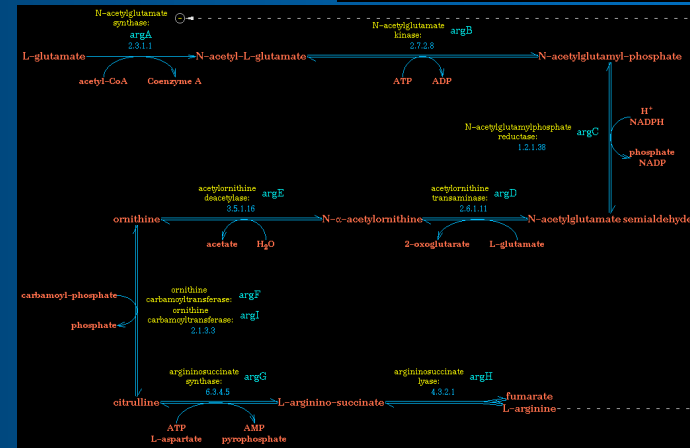 N-acetylglutamate
synthase:
argA
2.3.1.1
N-acetylglutamate
kinase:
argB
2.7.2.8
L-glutamate
N-acetyl-L-glutamate
N-acetylglutamyl-phosphate
acetyl-CoA
Coenzyme A
ATP
ADP
H+
NADPH
N-acetylglutamylphosphate
reductase:
argC
1.2.1.38
phosphate
NADP
acetylornithine
deacetylase:
argE
3.5.1.16
acetylornithine
transaminase:
argD
2.6.1.11
ornithine
N-α-acetylornithine
N-acetylglutamate semialdehyde
acetate
H2O
2-oxoglutarate
L-glutamate
carbamoyl-phosphate
phosphate
ornithine
carbamoyltransferase:
argF
ornithine
carbamoyltransferase:
argI
2.1.3.3
argininosuccinate
synthase:
argG
6.3.4.5
argininosuccinate
lyase:
argH
4.3.2.1
citrulline
L-arginino-succinate
fumarate
L-arginine
ATP
L-aspartate
AMP
pyrophosphate